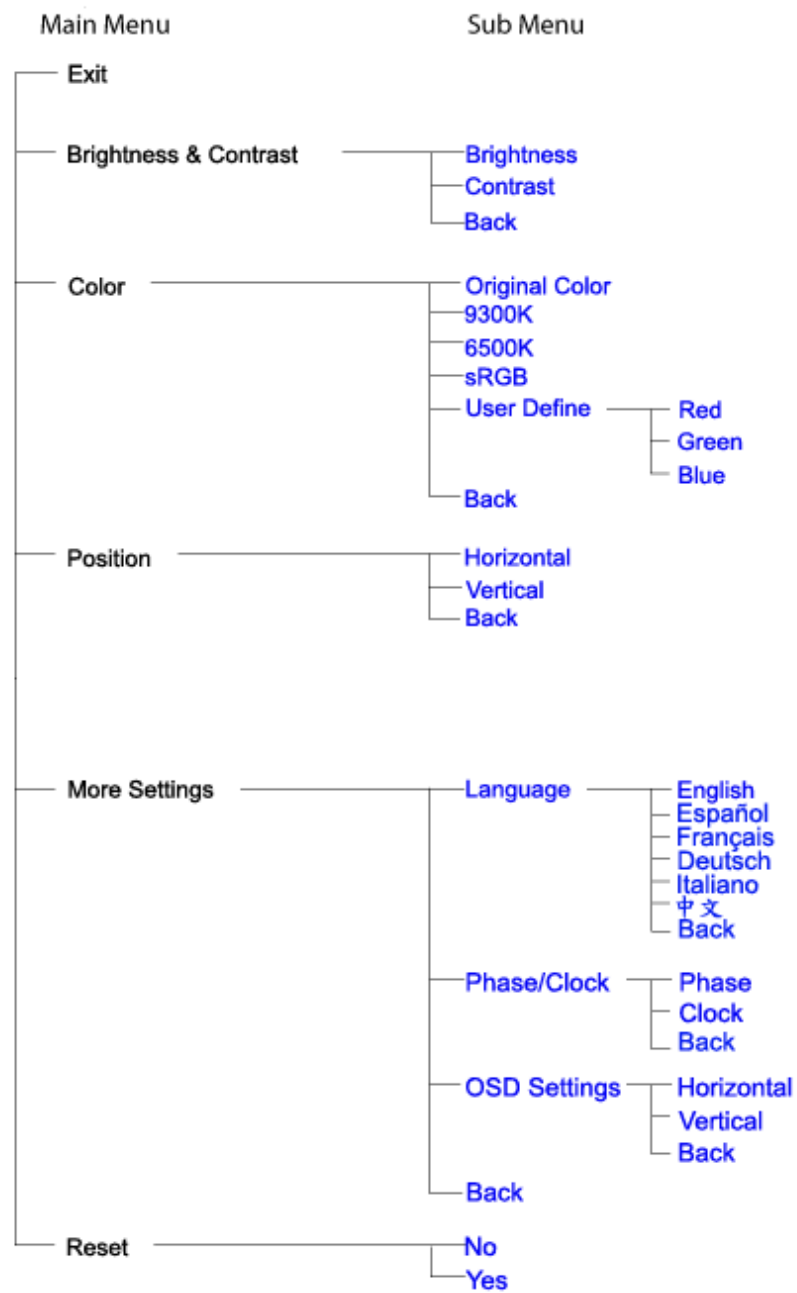 Main Menu Sub Menu
Exit
Brightness & Contrast Brightness
Contrast
Back
Color Original Color
9300K
6500K
sRGB
User Define Red
Green
Blue
Back
Position Horizontal
Vertical
Back
More Settings Language English
Español
Français
Deutsch
Italiano
中文
Back
Phase/Clock Phase
Clock
Back
OSD Settings Horizontal
Vertical
Back
Back
Reset No
Yes